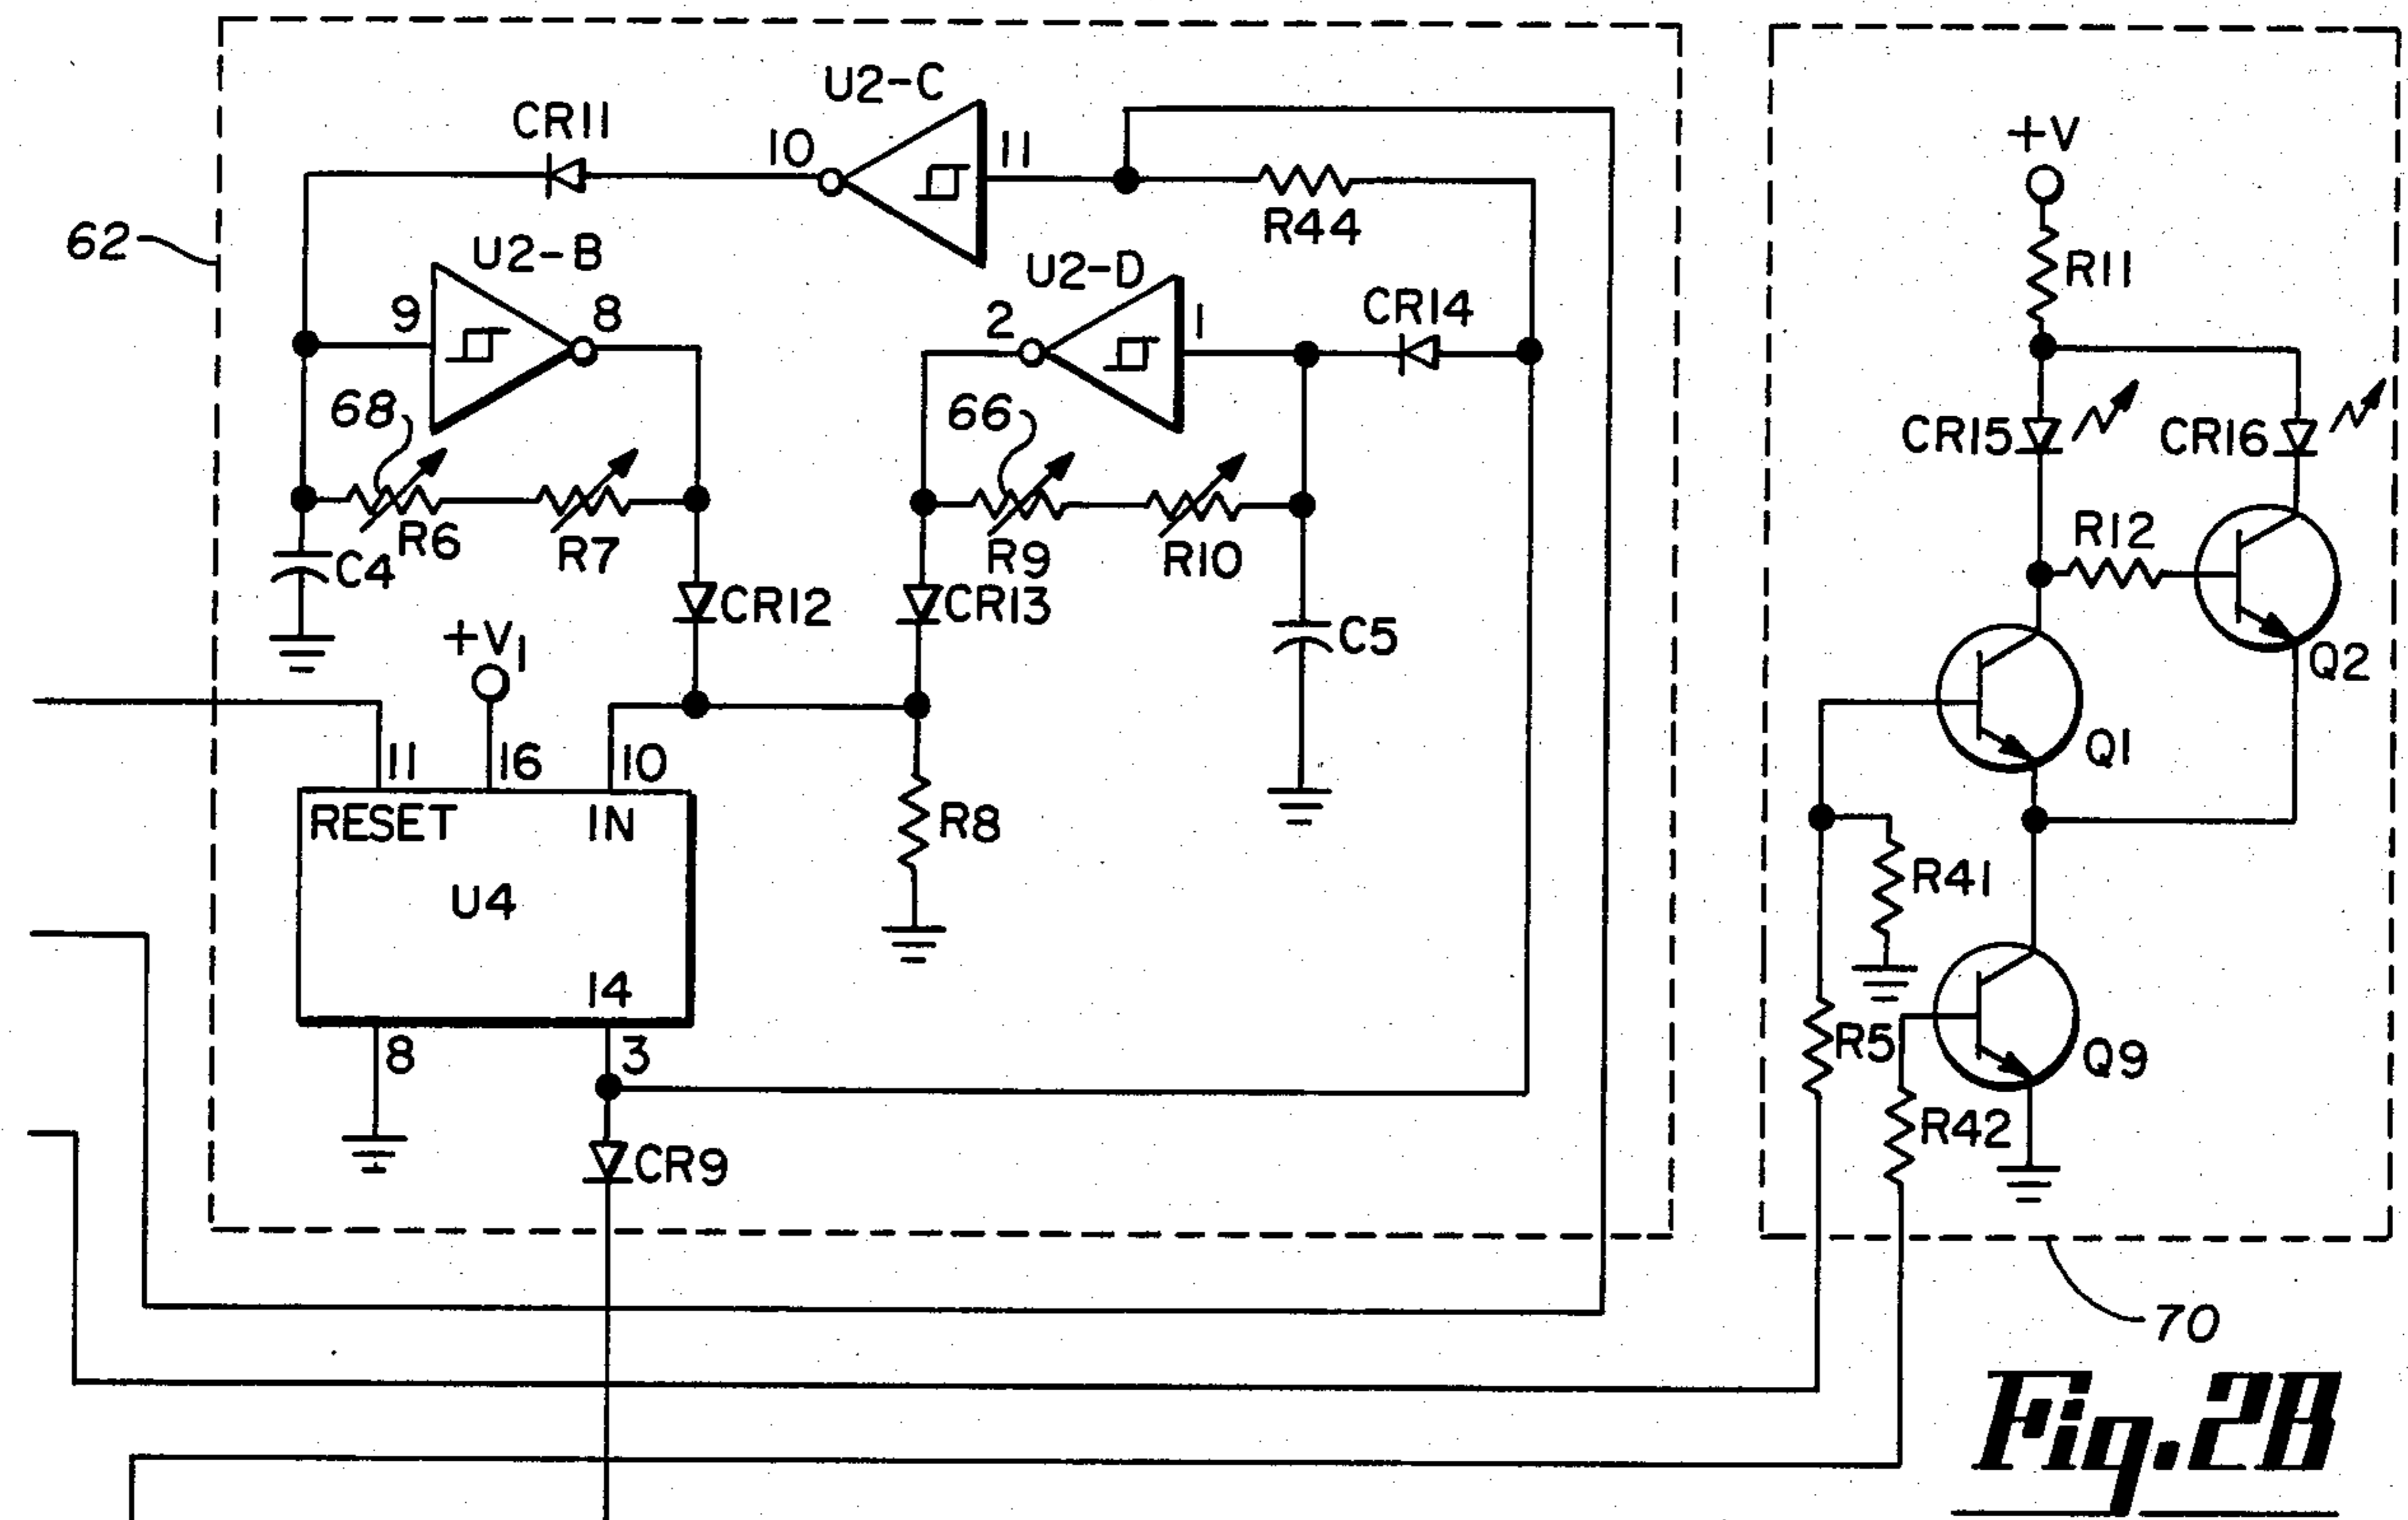 U2-C
CR11
10
11
+V
62
U2-B
R44
R11
U2-D
9
8
2
1
CR14
68
66
CR15
CR16
R6
R7
R9
R10
R12
C4
CR12
CR13
C5
+V1
Q2
11
16
10
Q1
RESET
IN
R8
U4
R41
14
8
3
R5
Q9
R42
CR9
70
Fig. 2B